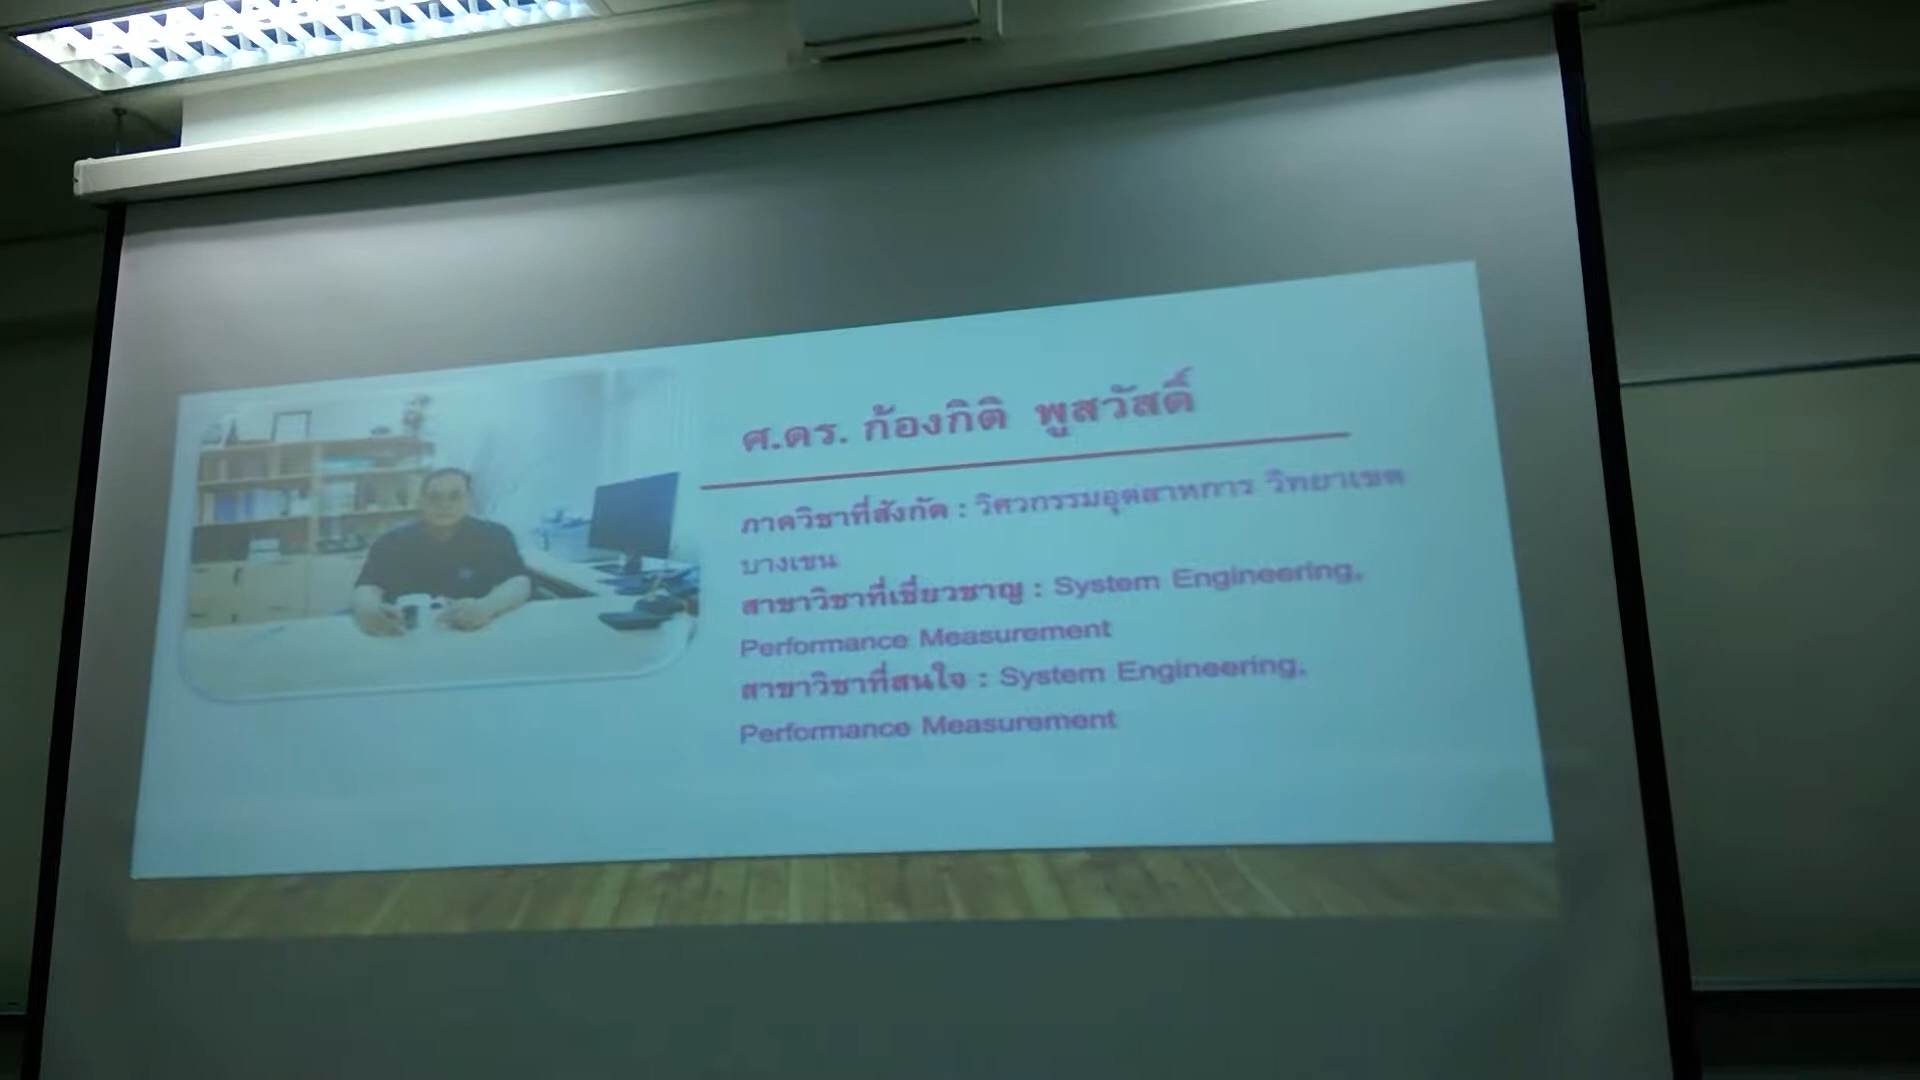 ศ.ดร. ก้องกิติ พูสวัสดิ์
ภาควิชาที่สังกัด : วิศวกรรมอุตสาหการ วิทยาเขต
บางเขน
สาขาวิชาที่เชี่ยวชาญ : System Engineering,
Performance Measurement
สาขาวิชาที่สนใจ : System Engineering,
Performance Measurement